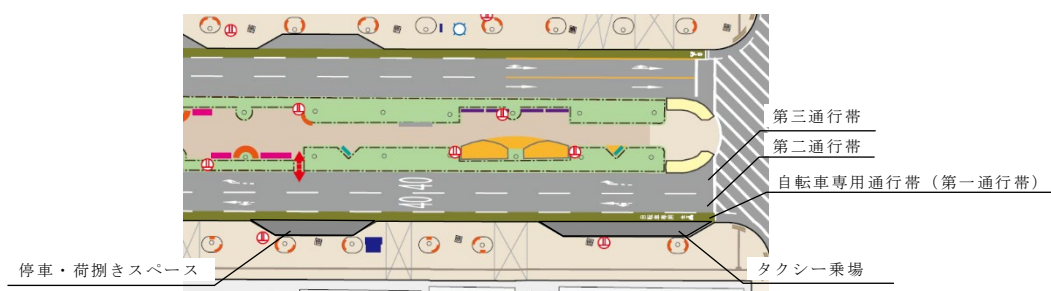 第三通行帯
第二通行帯
自転車専用通行帯（第一通行帯）
40
40
停車・荷捌きスペース
タクシー乗場